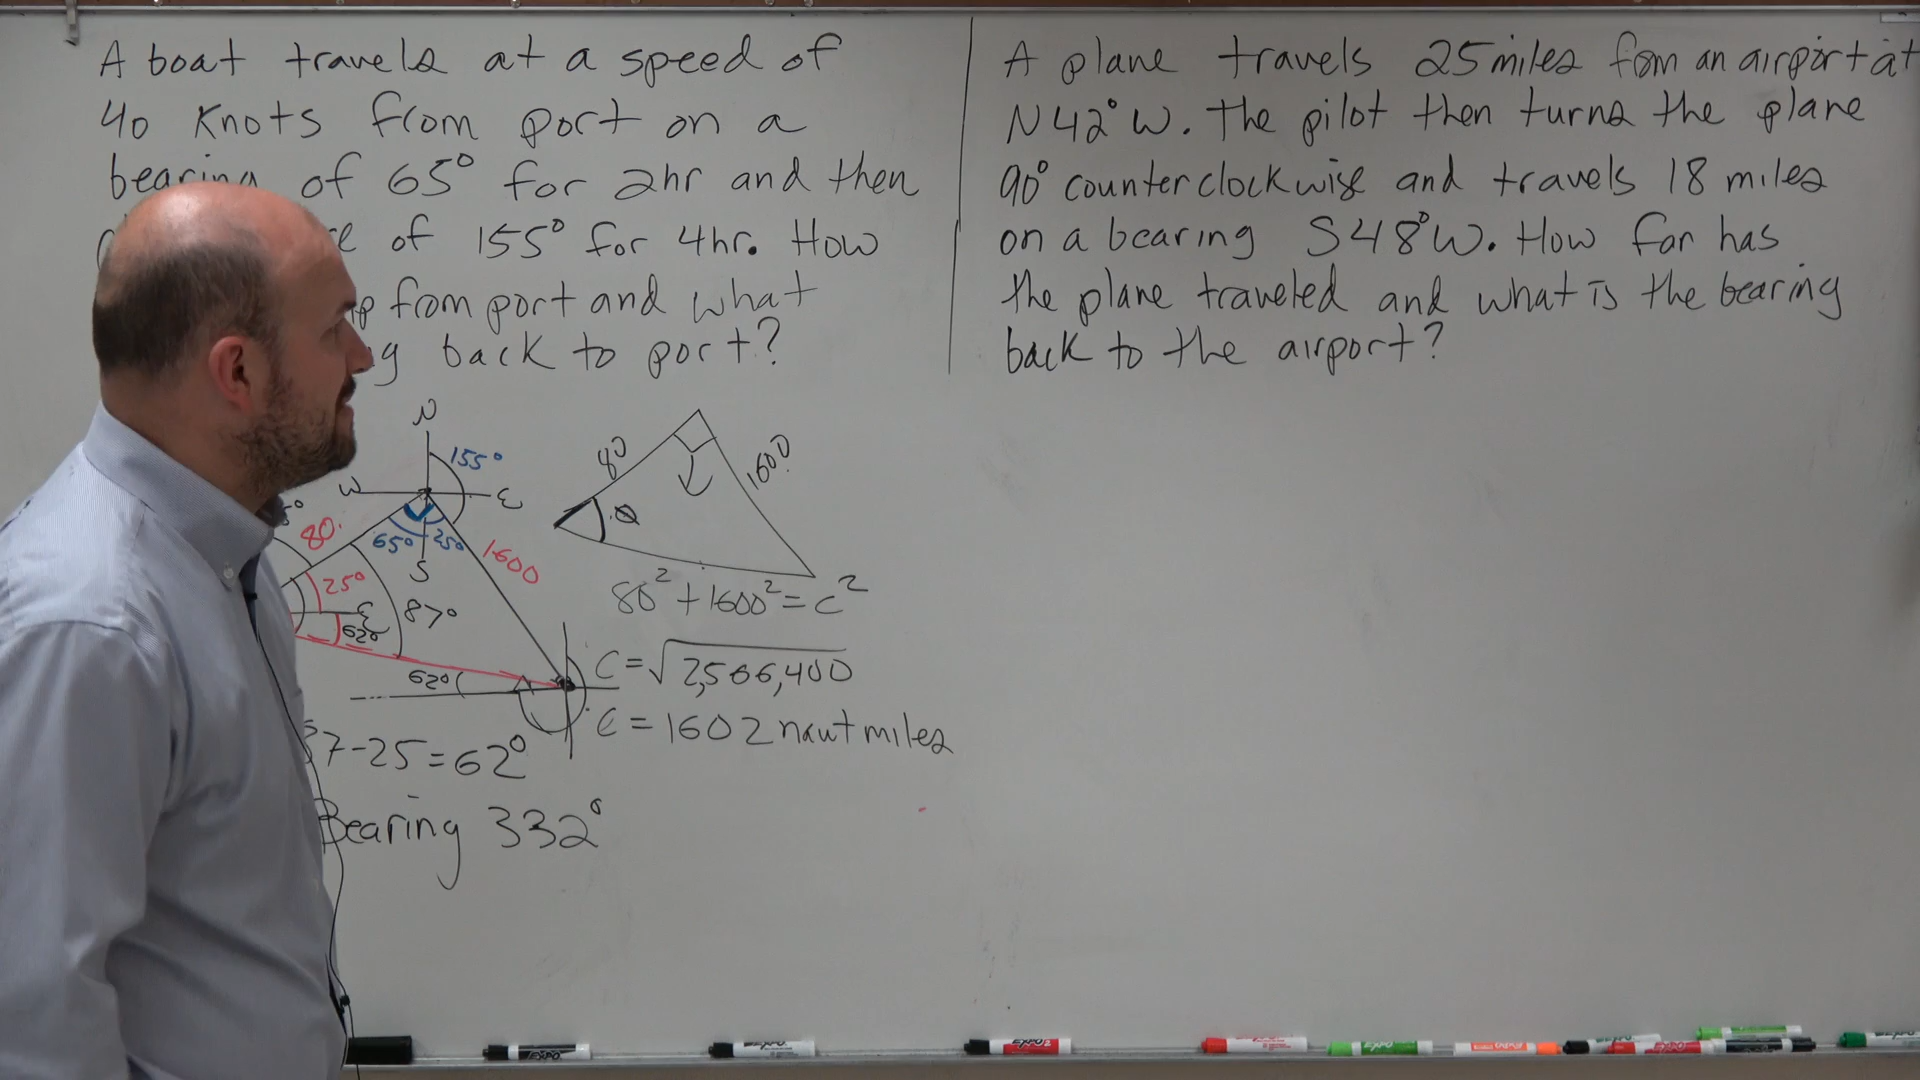 A boat travels at a speed of
40 Knots from port on a
bearing of 65° for 2hr and then
of 155° for 4hr. How
from port and what
back to port?
A plane travels 25 miles from an airport at
N42°W. The pilot then turns the plane
90° counterclockwise and travels 18 miles
on a bearing S48°W. How far has
the plane traveled and what is the bearing
back to the airport?
N
155°
W
E
80
65°
25°
S
1600
25°
E
62°
87°
62°
80
1600
θ
80² + 1600² = c²
C = √2,566,400
C = 1602 naut miles
7-25=62°
Bearing 332°
EXPO
EXPO